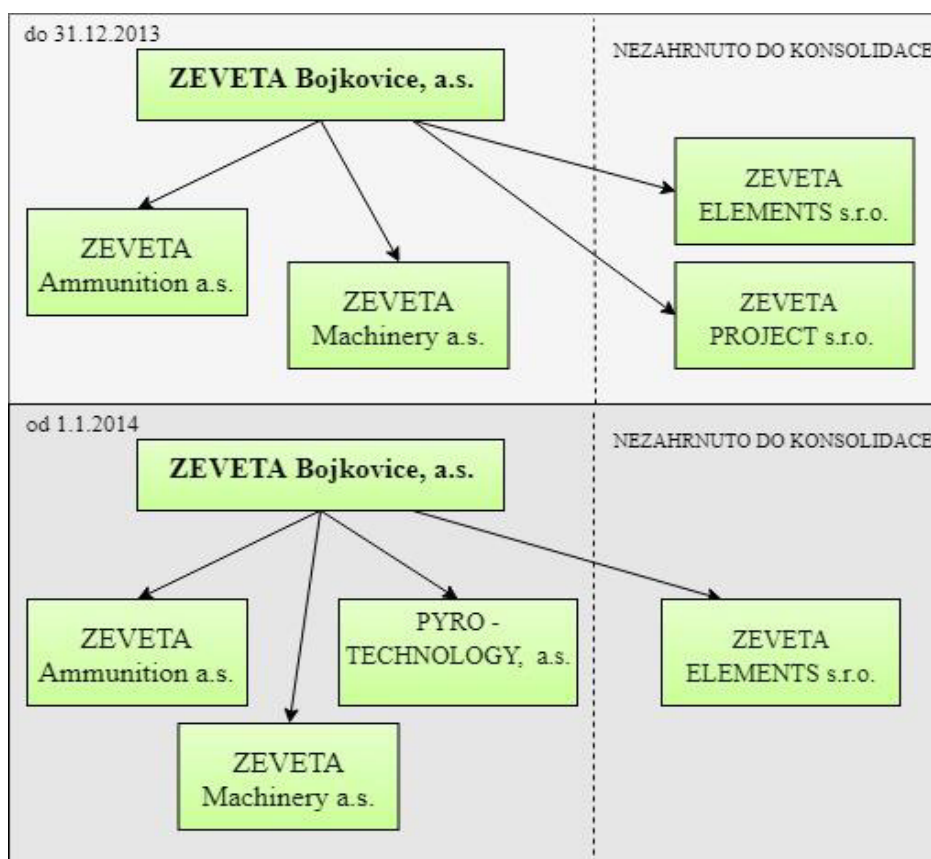 do 31.12.2013
NEZAHRNUTO DO KONSOLIDACE
ZEVETA Bojkovice, a.s.
ZEVETA
ELEMENTS s.r.o.
ZEVETA
Ammunition a.s.
ZEVETA
Machinery a.s.
ZEVETA
PROJECT s.r.o.
od 1.1.2014
NEZAHRNUTO DO KONSOLIDACE
ZEVETA Bojkovice, a.s.
ZEVETA
Ammunition a.s.
PYRO -
TECHNOLOGY, a.s.
ZEVETA
ELEMENTS s.r.o.
ZEVETA
Machinery a.s.